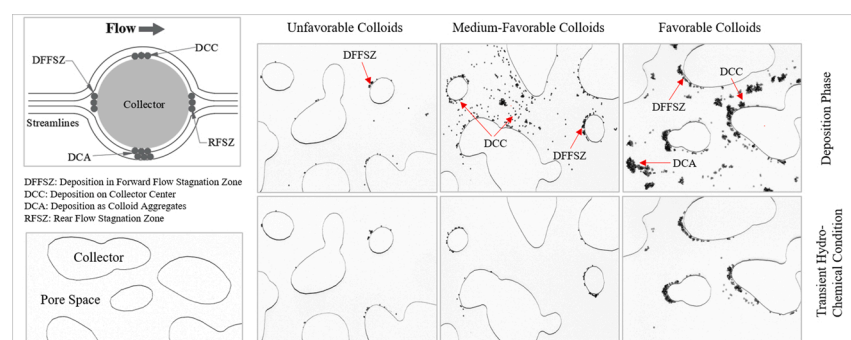 Flow
DFFSZ
DCC
Collector
Streamlines
RFSZ
DCA
DFFSZ: Deposition in Forward Flow Stagnation Zone
DCC: Deposition on Collector Center
DCA: Deposition as Colloid Aggregates
RFSZ: Rear Flow Stagnation Zone
Collector
Pore Space
Unfavorable Colloids
Medium-Favorable Colloids
Favorable Colloids
DFFSZ
DCC
DFFSZ
DCC
DFFSZ
DCA
Deposition Phase
Transient Hydro-
Chemical Condition